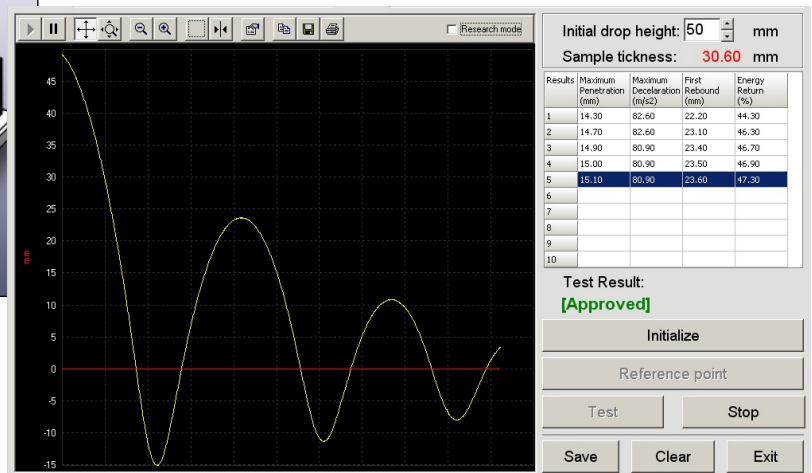 Research mode
Initial drop height: 50 mm
Sample tickness: 30.60 mm
Results Maximum Penetration (mm) Maximum Decelaration (m/s2) First Rebound (mm) Energy Return (%)
1 14.30 82.60 22.20 44.30
2 14.70 82.60 23.10 46.30
3 14.90 80.90 23.40 46.70
4 15.00 80.90 23.50 46.90
5 15.10 80.90 23.60 47.30
6
7
8
9
10
Test Result:
[Approved]
Initialize
Reference point
Test Stop
Save Clear Exit
45
40
35
30
25
20
15
10
5
0
-5
-10
-15
mm